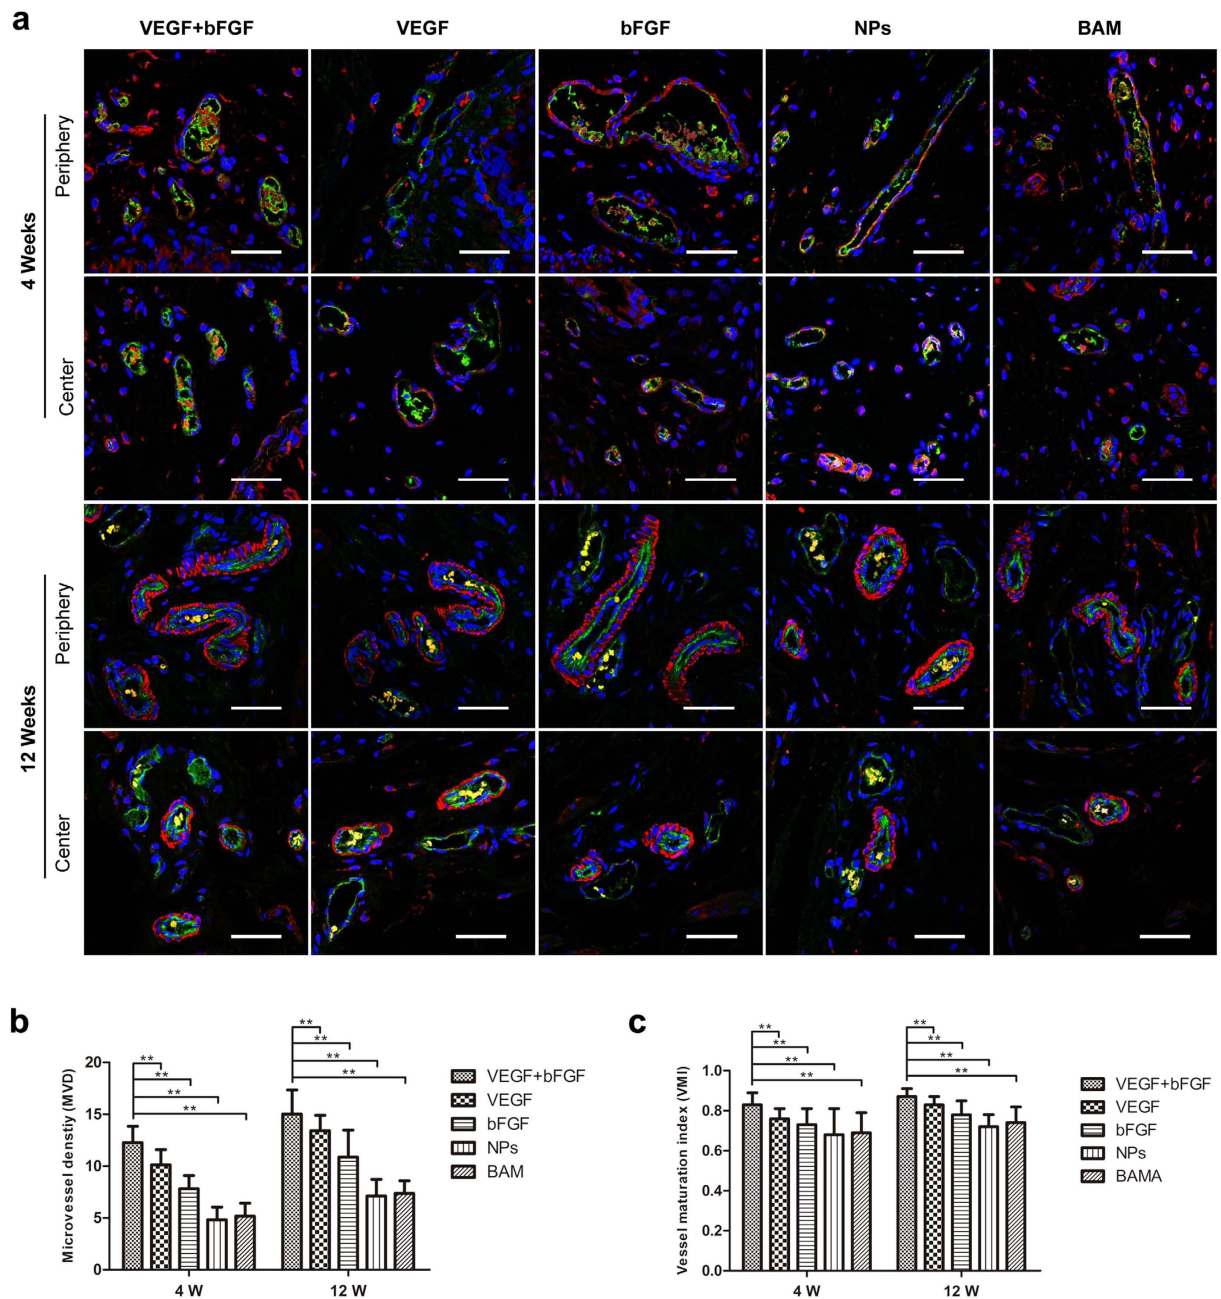 a
VEGF+bFGF VEGF bFGF NPs BAM
4 Weeks
Periphery
Center
12 Weeks
Periphery
Center
b
Microvessel denstiy (MVD)
20
15
10
5
0
** ** ** **
** ** ** **
4 W 12 W
VEGF+bFGF
VEGF
bFGF
NPs
BAM
c
Vessel maturation index (VMI)
1.0
0.8
0.6
0.4
0.2
0.0
** ** ** **
** ** ** **
4 W 12 W
VEGF+bFGF
VEGF
bFGF
NPs
BAMA